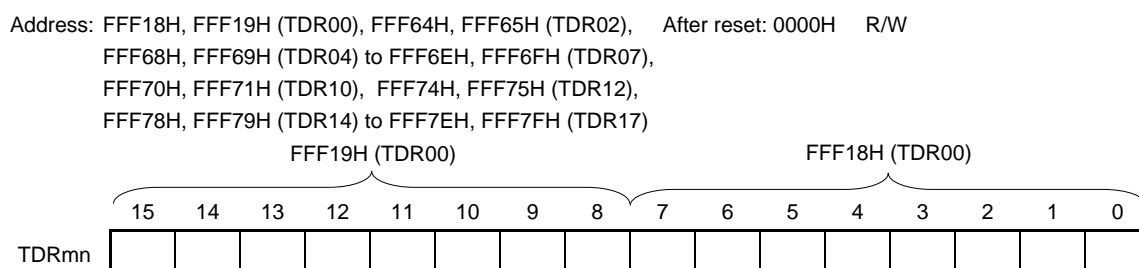 Address: FFF18H, FFF19H (TDR00), FFF64H, FFF65H (TDR02), After reset: 0000H R/W
FFF68H, FFF69H (TDR04) to FFF6EH, FFF6FH (TDR07),
FFF70H, FFF71H (TDR10), FFF74H, FFF75H (TDR12),
FFF78H, FFF79H (TDR14) to FFF7EH, FFF7FH (TDR17)
FFF19H (TDR00) FFF18H (TDR00)
15 14 13 12 11 10 9 8 7 6 5 4 3 2 1 0
TDRmn